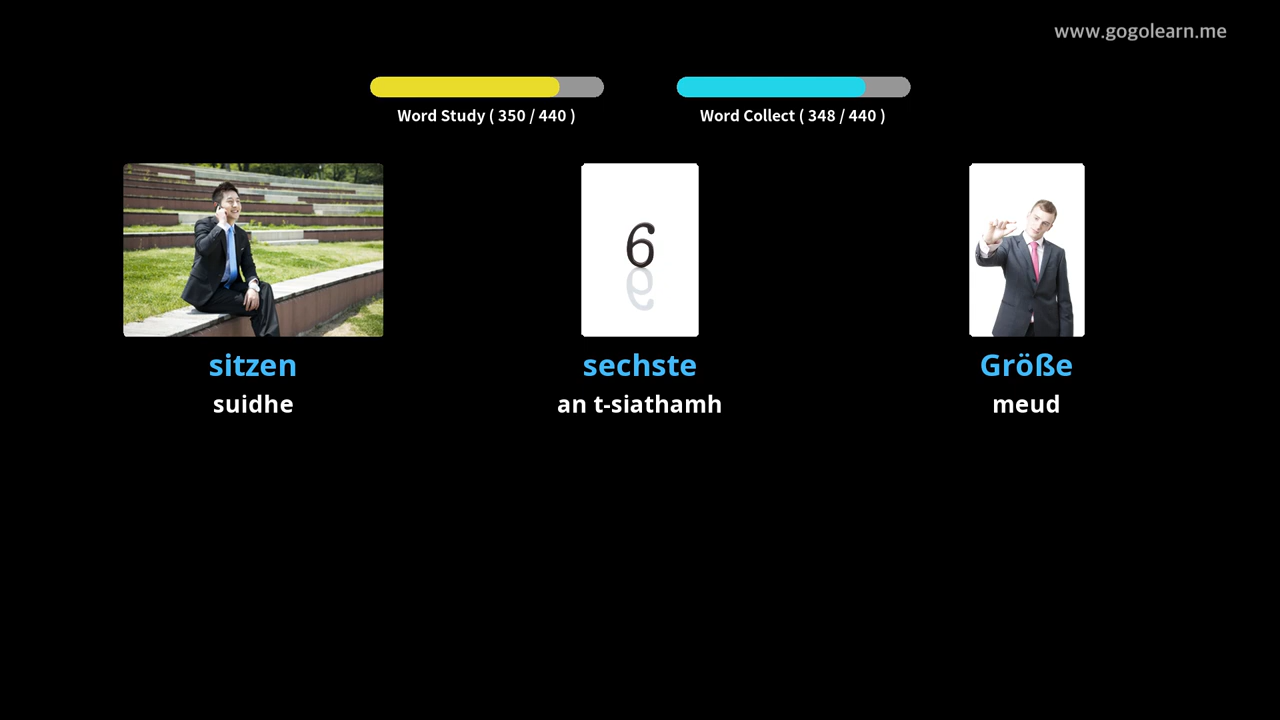 www.gogolearn.me
Word Study ( 350 / 440 )
Word Collect ( 348 / 440 )
6
sitzen
sechste
Größe
suidhe
an t-siathamh
meud